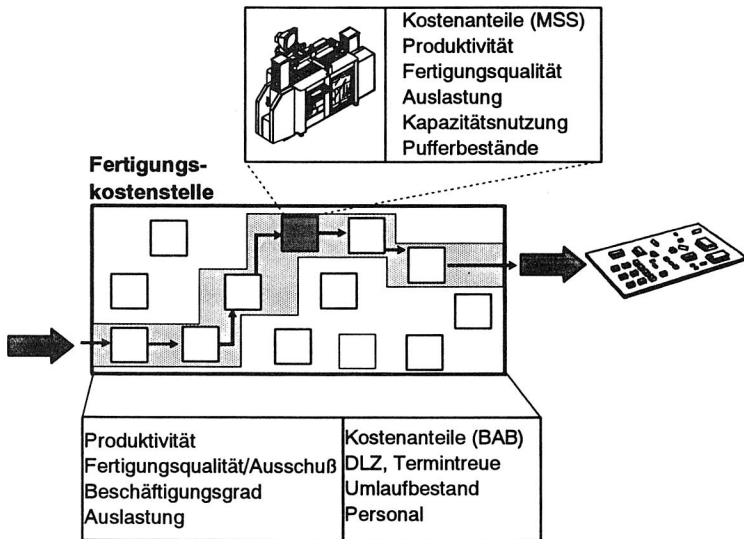 Kostenanteile (MSS)
Produktivität
Fertigungsqualität
Auslastung
Kapazitätsnutzung
Pufferbestände
Fertigungs-
kostenstelle
Produktivität
Fertigungsqualität/Ausschuß
Beschäftigungsgrad
Auslastung
Kostenanteile (BAB)
DLZ, Termintreue
Umlaufbestand
Personal